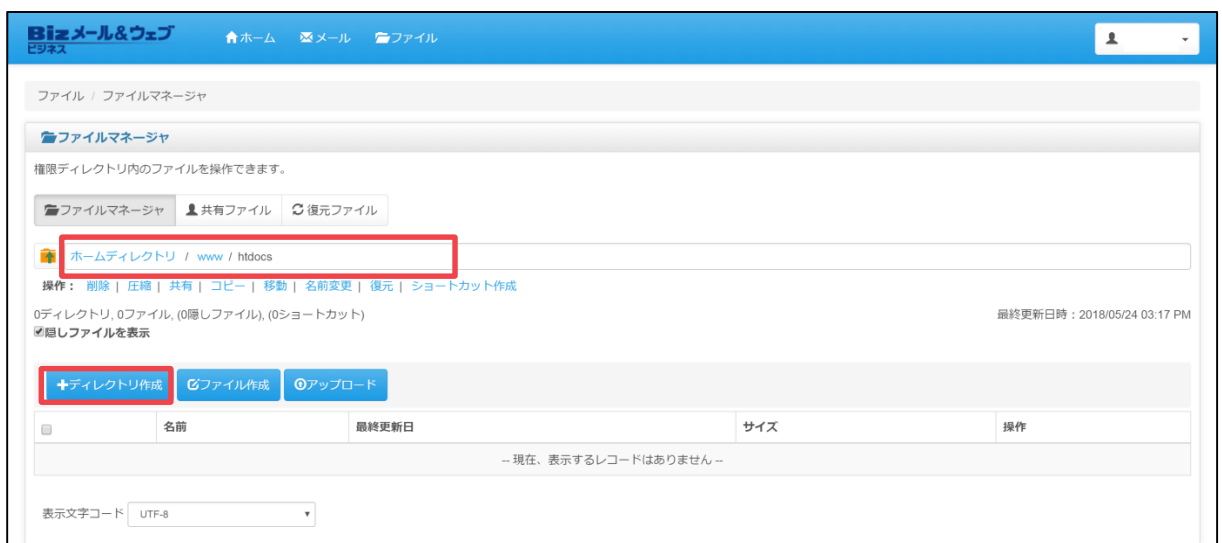 Bizメール&ウェブ
ビジネス
ホーム メール ファイル
ファイル / ファイルマネージャ
ファイルマネージャ
権限ディレクトリ内のファイルを操作できます。
ファイルマネージャ 共有ファイル 復元ファイル
ホームディレクトリ / www / htdocs
操作： 削除 | 圧縮 | 共有 | コピー | 移動 | 名前変更 | 復元 | ショートカット作成
0ディレクトリ, 0ファイル, (0隠しファイル), (0ショートカット) 最終更新日時：2018/05/24 03:17 PM
隠しファイルを表示
+ディレクトリ作成 ファイル作成 アップロード
名前 最終更新日 サイズ 操作
-- 現在、表示するレコードはありません --
表示文字コード UTF-8